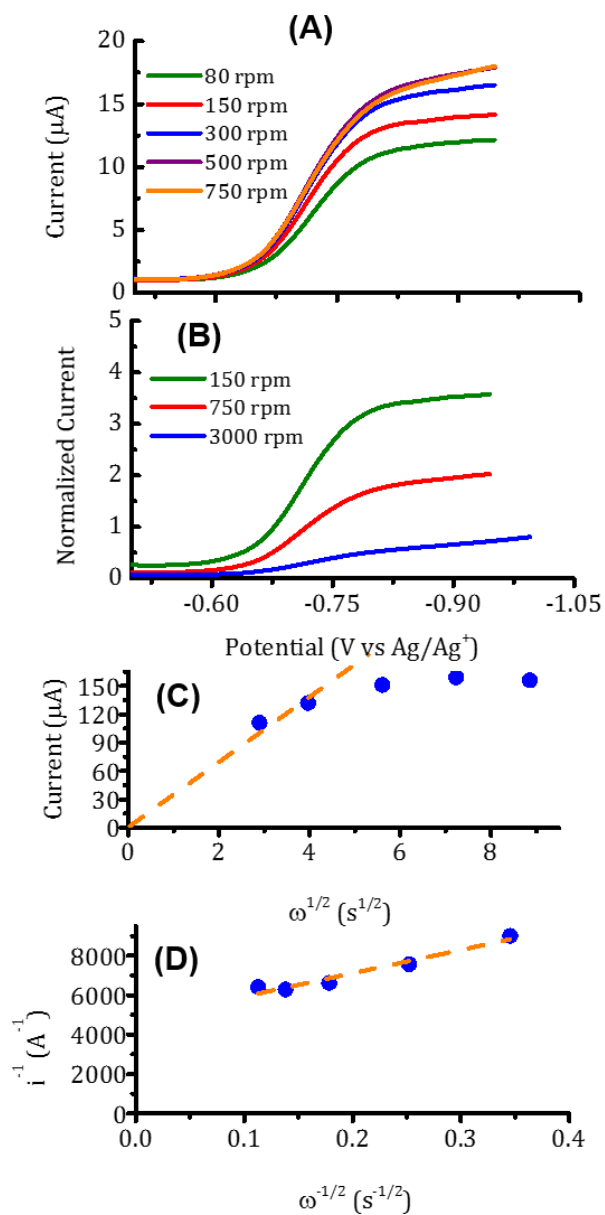 (A)
20
15
10
5
0
Current (µA)
80 rpm
150 rpm
300 rpm
500 rpm
750 rpm
(B)
5
4
3
2
1
0
Normalized Current
150 rpm
750 rpm
3000 rpm
-0.60 -0.75 -0.90 -1.05
Potential (V vs Ag/Ag⁺)
(C)
150
120
90
60
30
0
Current (µA)
0 2 4 6 8
ω^1/2 (s^1/2)
(D)
8000
6000
4000
2000
0
i⁻¹ (A⁻¹)
0.0 0.1 0.2 0.3 0.4
ω^-1/2 (s^-1/2)